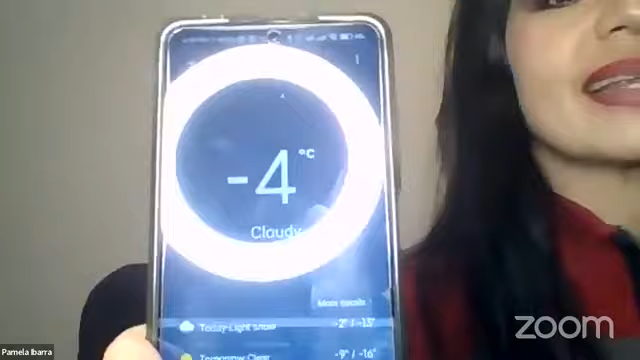 -4 °C
Cloudy
More details
Today Light snow -2° / -13°
Tomorrow Clear -9° / -16°
zoom
Pamela Ibarra